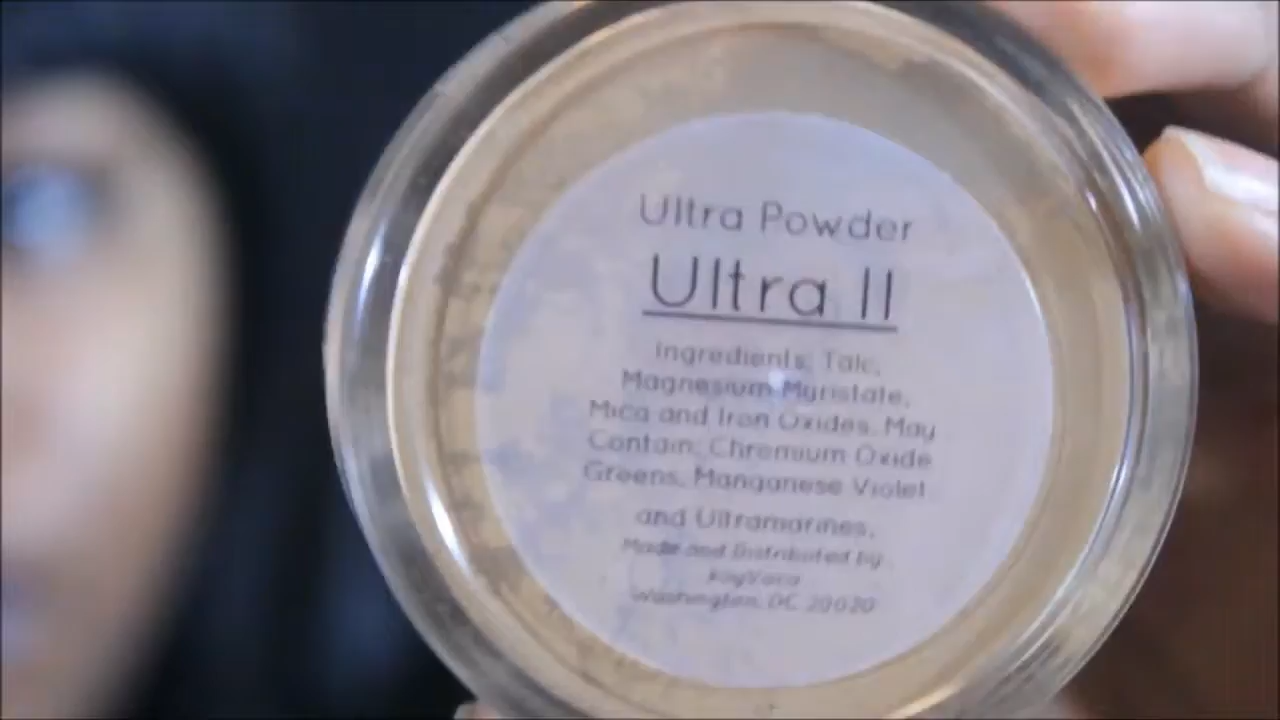 Ultra Powder
Ultra II
Ingredients: Talc,
Magnesium Myristate,
Mica and Iron Oxides. May
Contain: Chromium Oxide
Greens, Manganese Violet
and Ultramarines.
Made and Distributed by
Washington, DC 20020